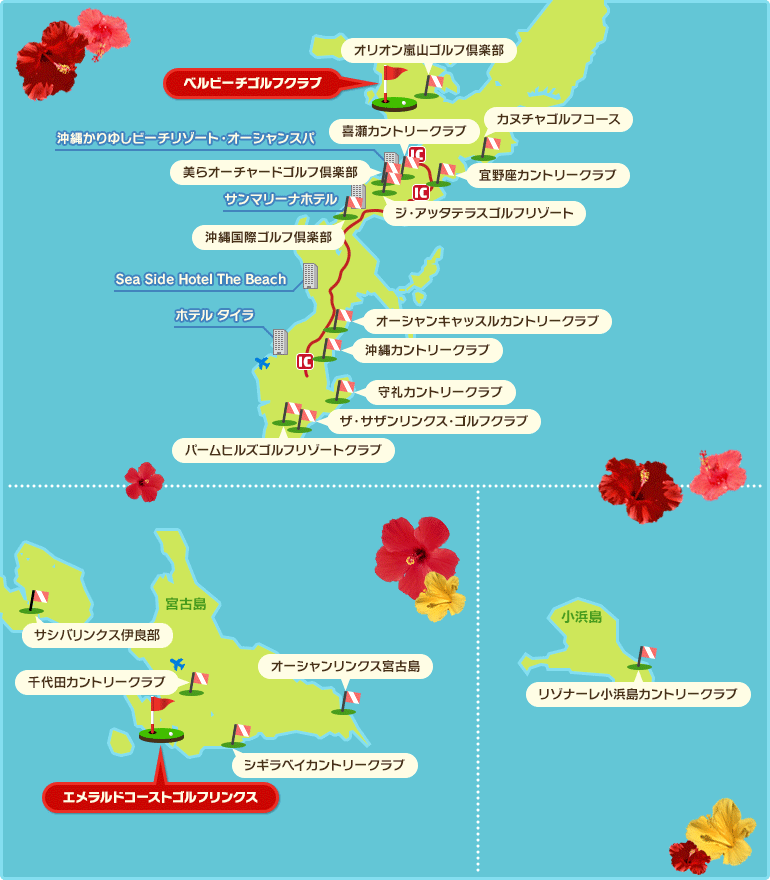 オリオン嵐山ゴルフ倶楽部
ベルビーチゴルフクラブ
カヌチャゴルフコース
喜瀬カントリークラブ
沖縄かりゆしビーチリゾート・オーシャンスパ
IC
美らオーチャードゴルフ倶楽部
宜野座カントリークラブ
IC
サンマリーナホテル
ジ・アッタテラスゴルフリゾート
沖縄国際ゴルフ倶楽部
Sea Side Hotel The Beach
ホテル タイラ
オーシャンキャッスルカントリークラブ
沖縄カントリークラブ
IC
守礼カントリークラブ
ザ・サザンリンクス・ゴルフクラブ
パームヒルズゴルフリゾートクラブ
宮古島
サシバリンクス伊良部
オーシャンリンクス宮古島
千代田カントリークラブ
シギラベイカントリークラブ
エメラルドコーストゴルフリンクス
小浜島
リゾナーレ小浜島カントリークラブ